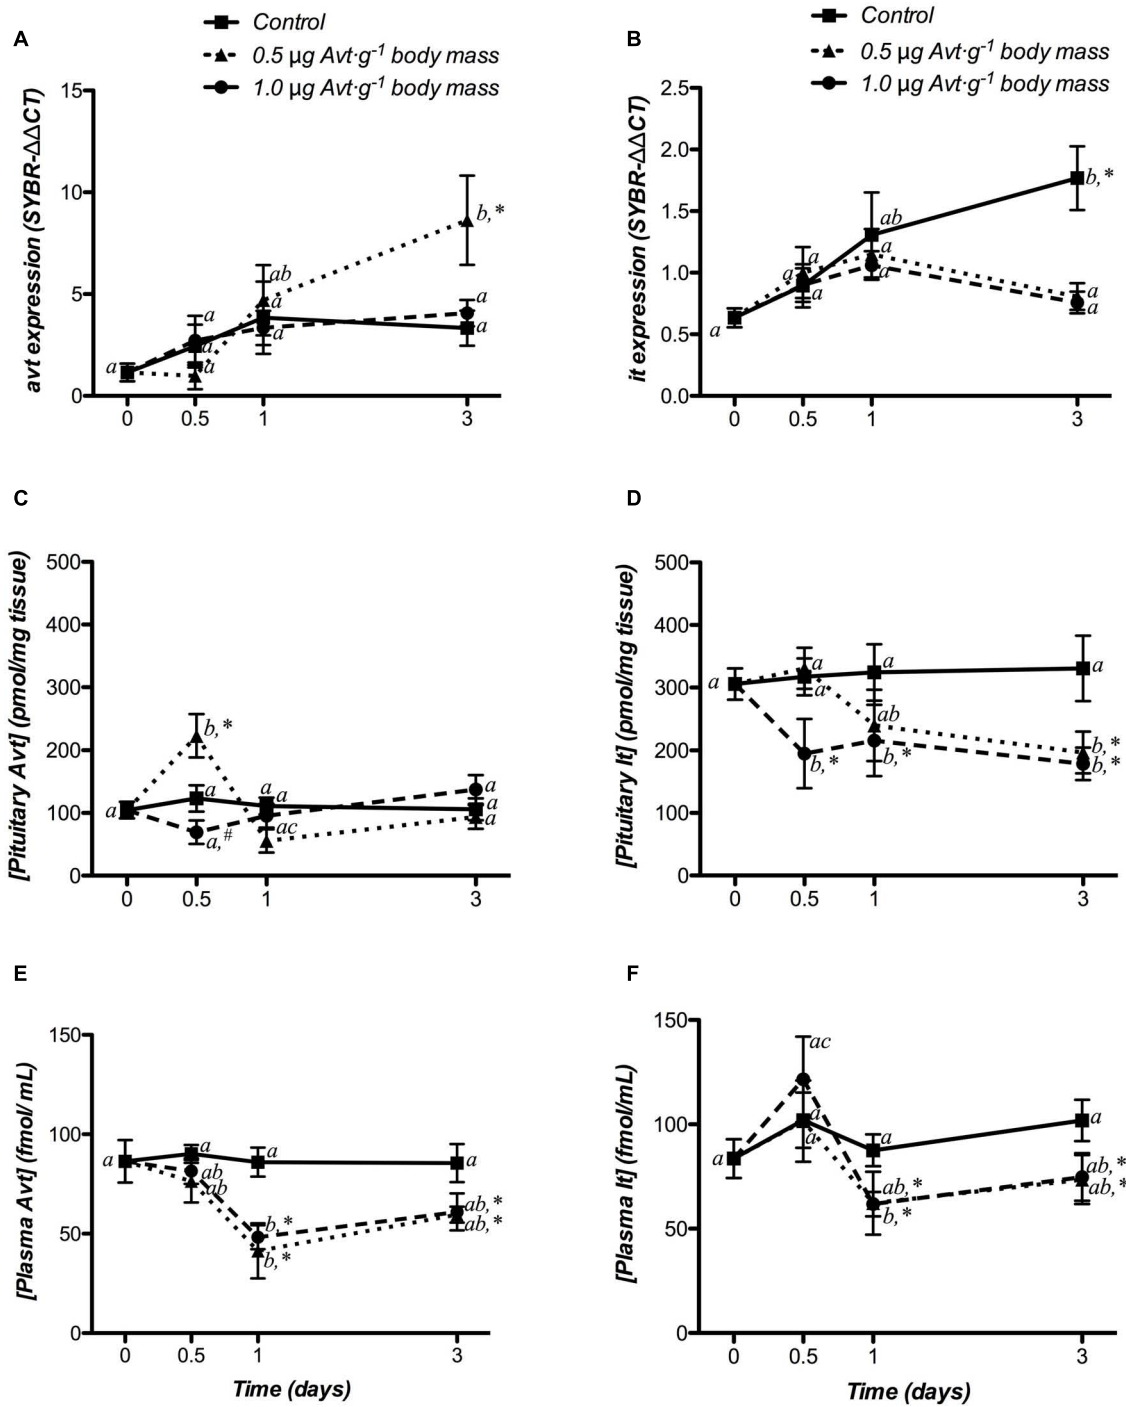 A
Control
0.5 µg Avt·g-1 body mass
1.0 µg Avt·g-1 body mass
avt expression (SYBR-ΔΔCT)
15
10
5
0
a
a
a
a
ab
a
a
b,*
a
a
0
0.5
1
3
B
Control
0.5 µg Avt·g-1 body mass
1.0 µg Avt·g-1 body mass
it expression (SYBR-ΔΔCT)
2.5
2.0
1.5
1.0
0.5
0.0
a
a
a
a
ab
a
a
b,*
a
a
0
0.5
1
3
C
[Pituitary Avt] (pmol/mg tissue)
500
400
300
200
100
0
a
b,*
a
a,#
a
a
ac
a
a
a
0
0.5
1
3
D
[Pituitary It] (pmol/mg tissue)
500
400
300
200
100
0
a
a
a
b,*
a
ab
b,*
a
b,*
b,*
0
0.5
1
3
E
[Plasma Avt] (fmol/ mL)
150
100
50
0
a
a
ab
ab
a
b,*
b,*
a
ab,*
ab,*
0
0.5
1
3
Time (days)
F
[Plasma It] (fmol/mL)
150
100
50
0
a
ac
a
a
a
ab,*
b,*
a
ab,*
ab,*
0
0.5
1
3
Time (days)